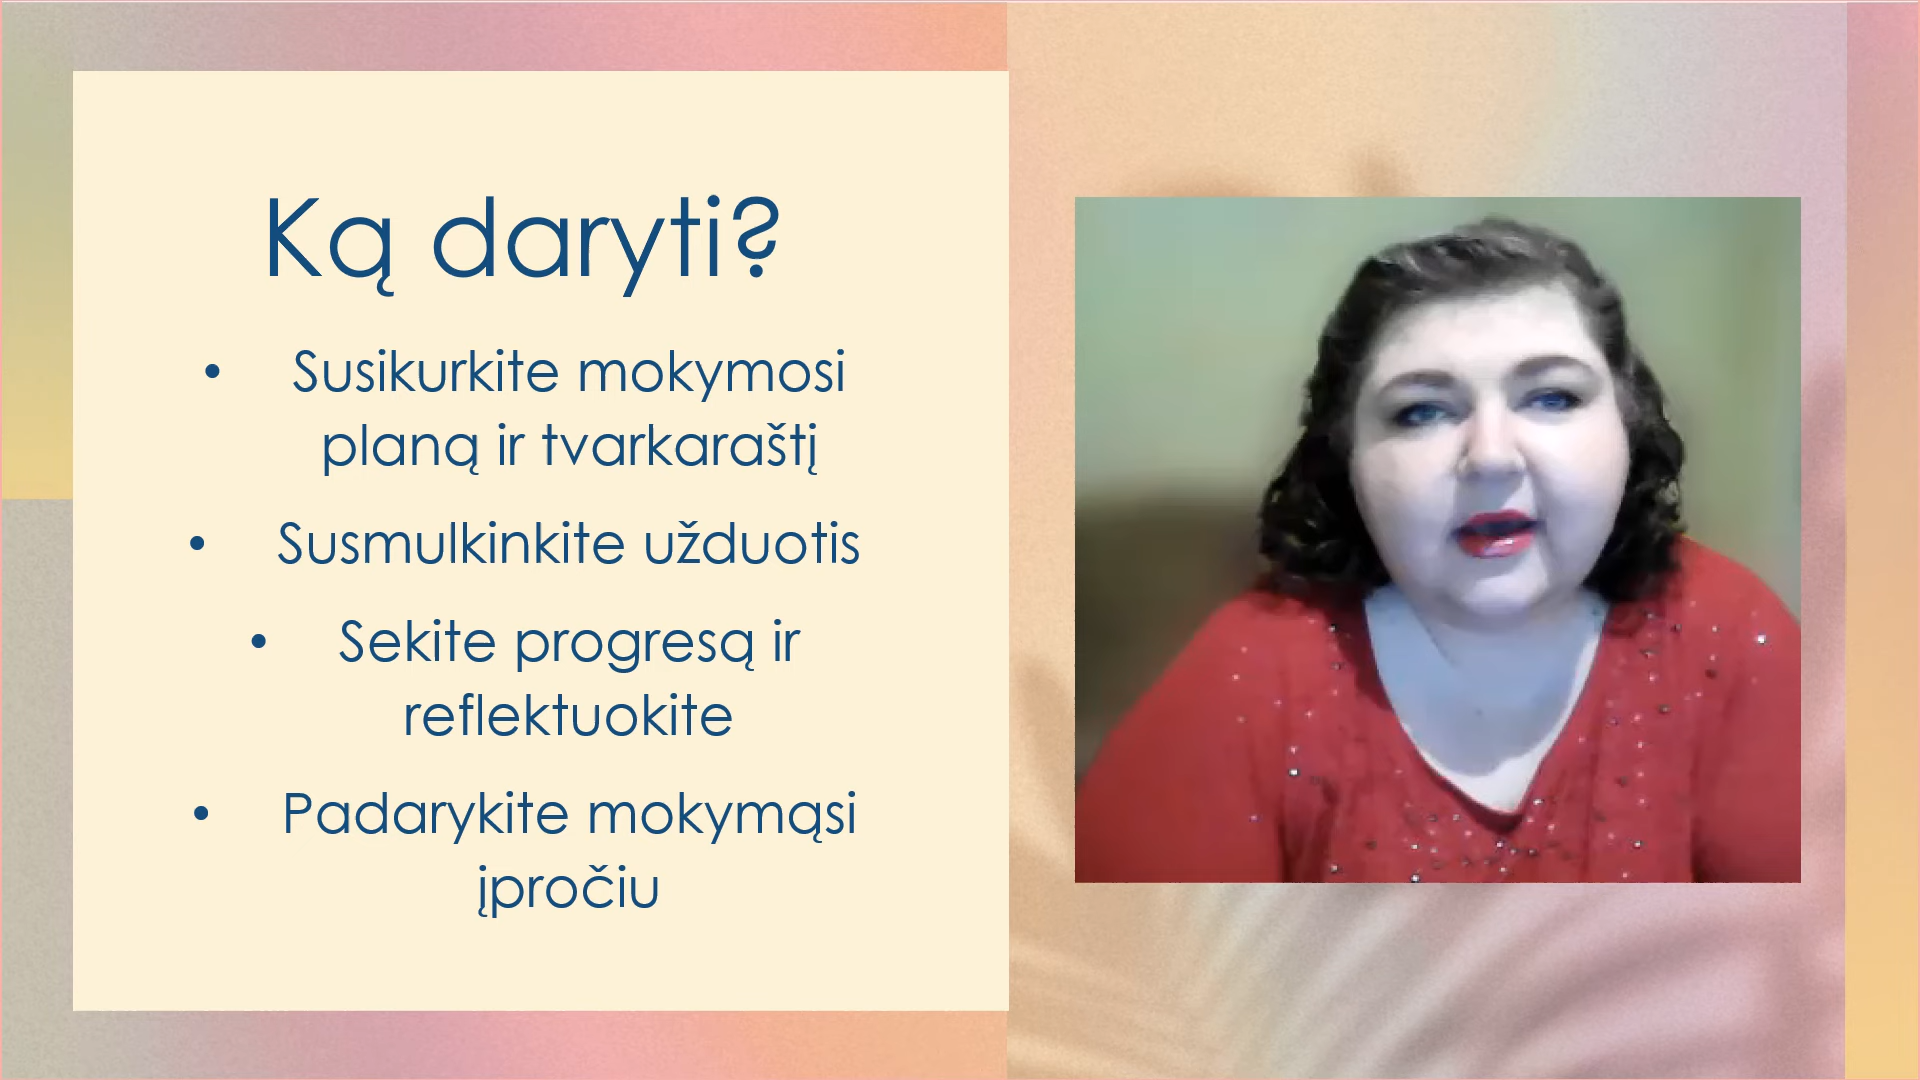 Ką daryti?
• Susikurkite mokymosi
planą ir tvarkaraštį
• Susmulkinkite užduotis
• Sekite progresą ir
reflektuokite
• Padarykite mokymąsi
įpročiu